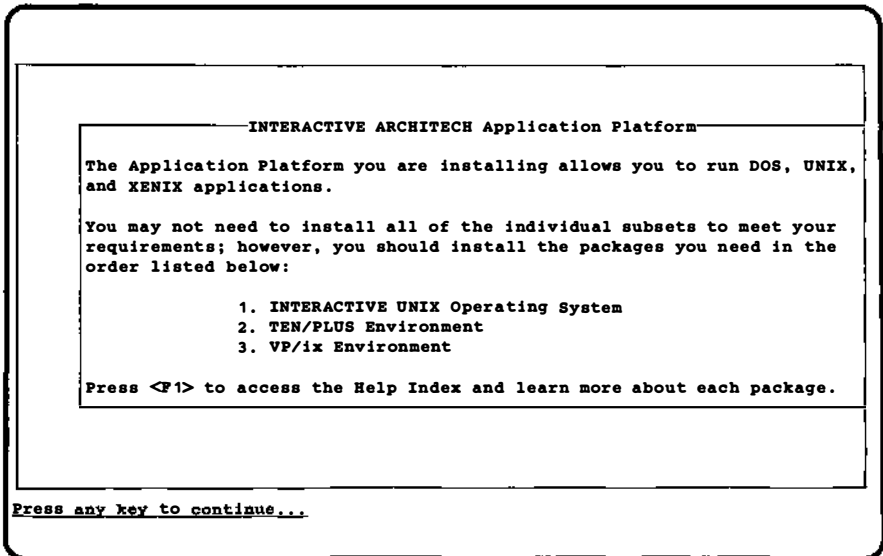 INTERACTIVE ARCHITECH Application Platform
The Application Platform you are installing allows you to run DOS, UNIX,
and XENIX applications.
You may not need to install all of the individual subsets to meet your
requirements; however, you should install the packages you need in the
order listed below:
1. INTERACTIVE UNIX Operating System
2. TEN/PLUS Environment
3. VP/ix Environment
Press <F1> to access the Help Index and learn more about each package.
Press any key to continue...